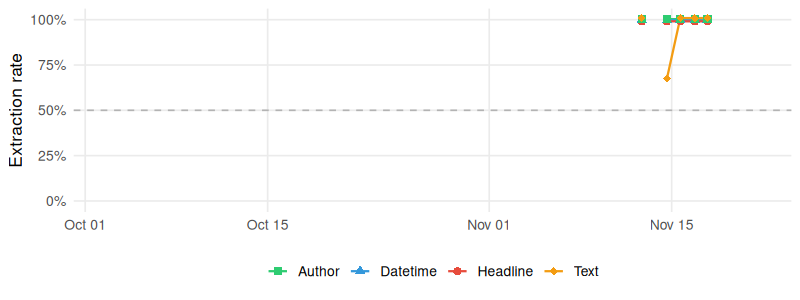 Extraction rate
100%
75%
50%
25%
0%
Oct 01 Oct 15 Nov 01 Nov 15
Author Datetime Headline Text